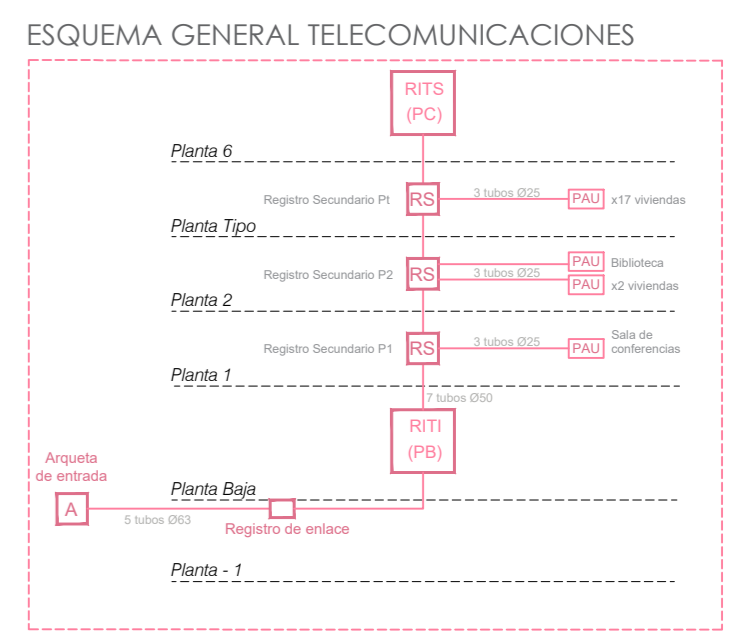 ESQUEMA GENERAL TELECOMUNICACIONES
RITS
(PC)
Planta 6
Registro Secundario Pt
RS
3 tubos Ø25
PAU
x17 viviendas
Planta Tipo
Registro Secundario P2
RS
3 tubos Ø25
PAU
Biblioteca
PAU
x2 viviendas
Planta 2
Registro Secundario P1
RS
3 tubos Ø25
PAU
Sala de
conferencias
Planta 1
7 tubos Ø50
RITI
(PB)
Arqueta
de entrada
Planta Baja
A
5 tubos Ø63
Registro de enlace
Planta - 1